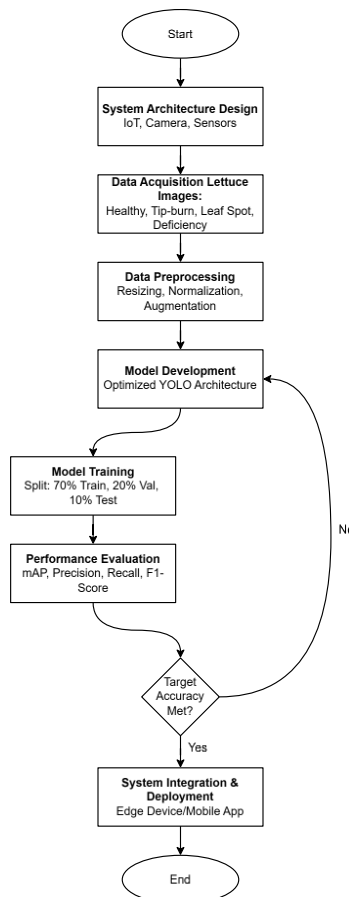 Start
System Architecture Design
IoT, Camera, Sensors
Data Acquisition Lettuce
Images:
Healthy, Tip-burn, Leaf Spot,
Deficiency
Data Preprocessing
Resizing, Normalization,
Augmentation
Model Development
Optimized YOLO Architecture
Model Training
Split: 70% Train, 20% Val,
10% Test
Performance Evaluation
mAP, Precision, Recall, F1-
Score
Target
Accuracy
Met?
Yes
System Integration &
Deployment
Edge Device/Mobile App
End